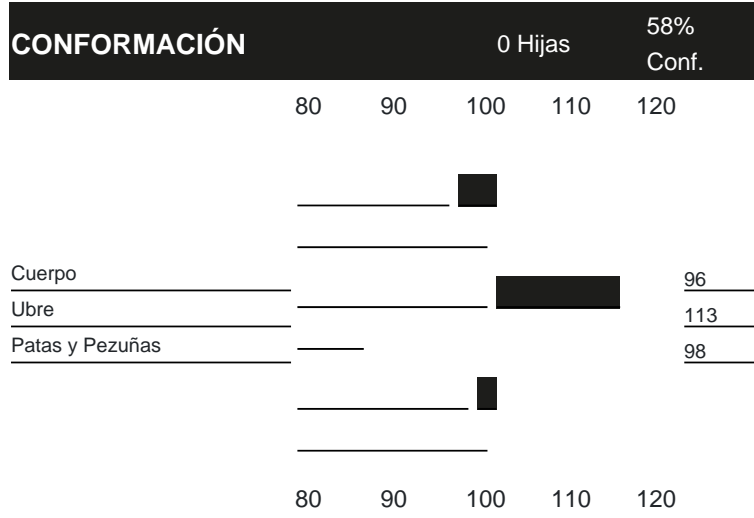 CONFORMACIÓN 0 Hijas 58% Conf.
80 90 100 110 120
Cuerpo 96
Ubre 113
Patas y Pezuñas 98
80 90 100 110 120